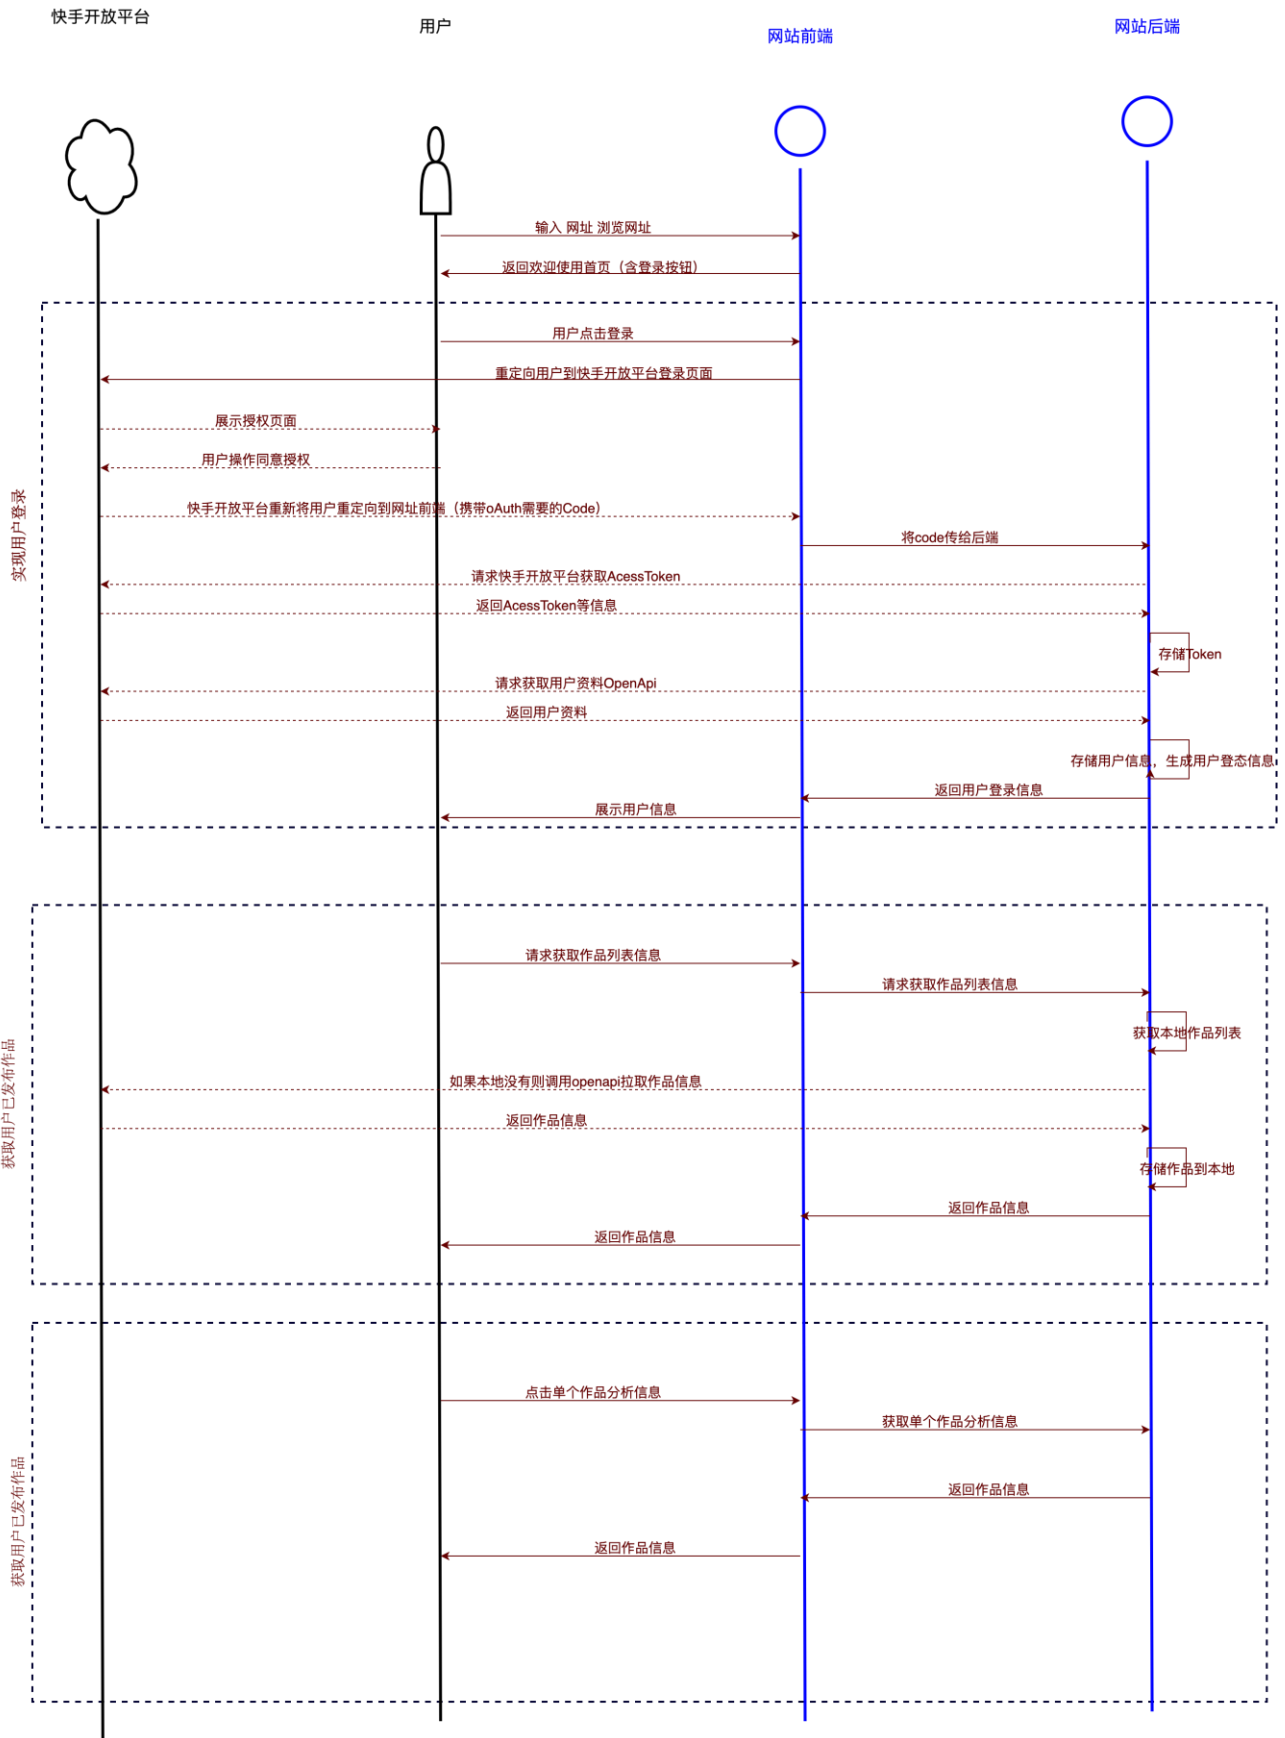 快手开放平台
用户
网站前端
网站后端
输入 网址 浏览网址
返回欢迎使用首页（含登录按钮）
实现用户登录
用户点击登录
重定向用户到快手开放平台登录页面
展示授权页面
用户操作同意授权
快手开放平台重新将用户重定向到网址前端（携带oAuth需要的Code）
将code传给后端
请求快手开放平台获取AcessToken
返回AcessToken等信息
存储Token
请求获取用户资料OpenApi
返回用户资料
存储用户信息，生成用户登态信息
返回用户登录信息
展示用户信息
获取用户已发布作品
请求获取作品列表信息
请求获取作品列表信息
获取本地作品列表
如果本地没有则调用openapi拉取作品信息
返回作品信息
存储作品到本地
返回作品信息
返回作品信息
获取用户已发布作品
点击单个作品分析信息
获取单个作品分析信息
返回作品信息
返回作品信息